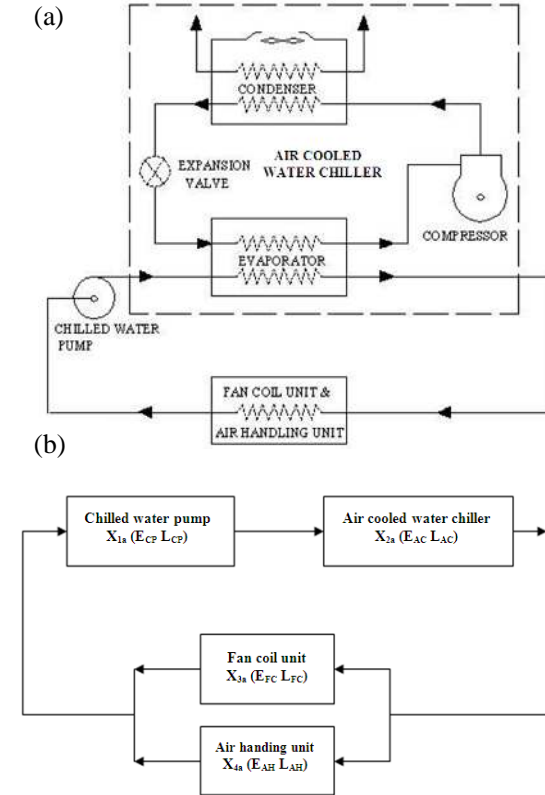 (a)
CONDENSER
AIR COOLED
WATER CHILLER
EXPANSION
VALVE
COMPRESSOR
EVAPORATOR
CHILLED WATER
PUMP
FAN COIL UNIT &
AIR HANDLING UNIT
(b)
Chilled water pump
X1a (ECP LCP)
Air cooled water chiller
X2a (EAC LAC)
Fan coil unit
X3a (EFC LFC)
Air handing unit
X4a (EAH LAH)